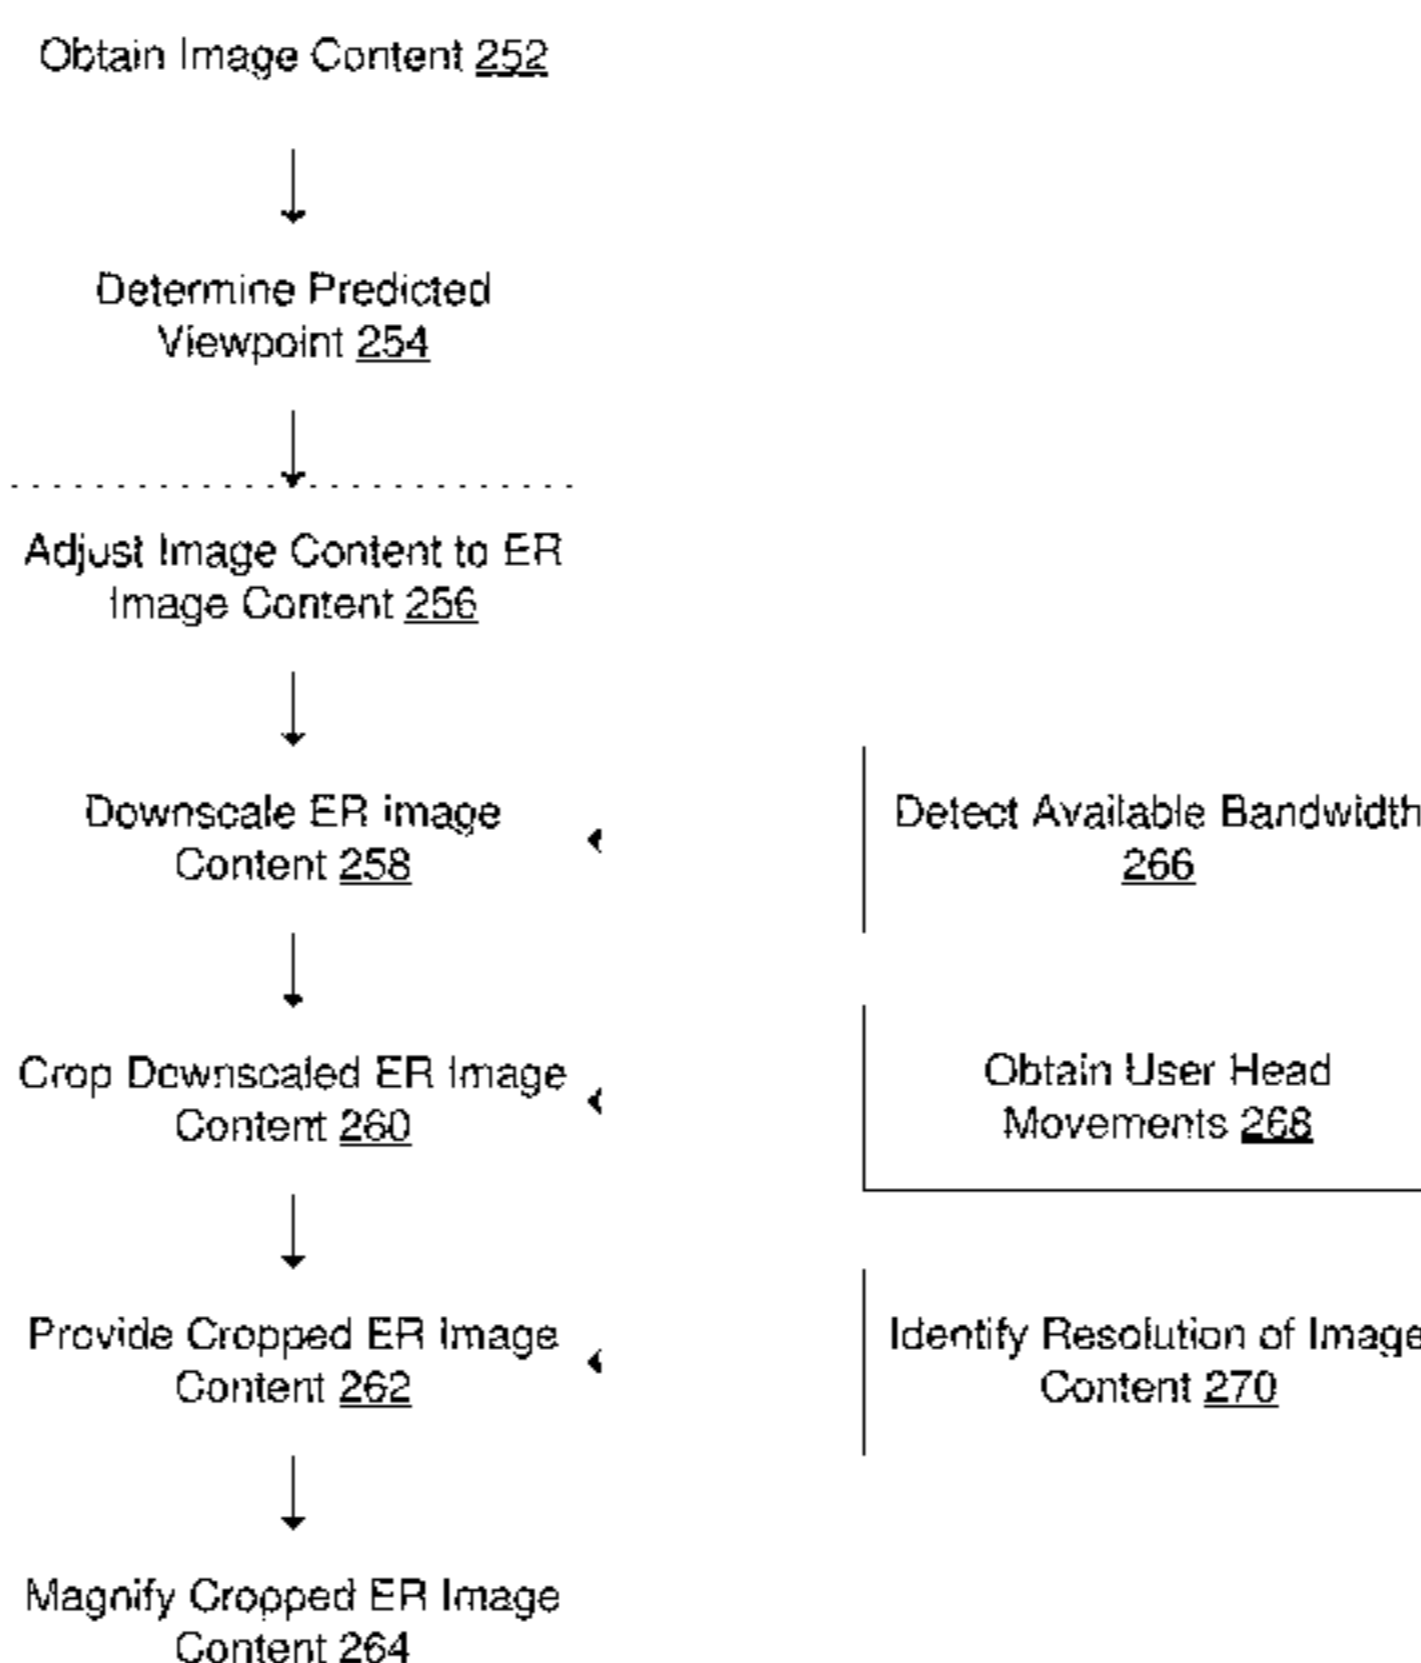 Obtain Image Content 252
Determine Predicted
Viewpoint 254
Adjust Image Content to ER
Image Content 256
Downscale ER image
Content 258
Detect Available Bandwidth
266
Crop Downscaled ER Image
Content 260
Obtain User Head
Movements 268
Provide Cropped ER Image
Content 262
Identify Resolution of Image
Content 270
Magnify Cropped ER Image
Content 264